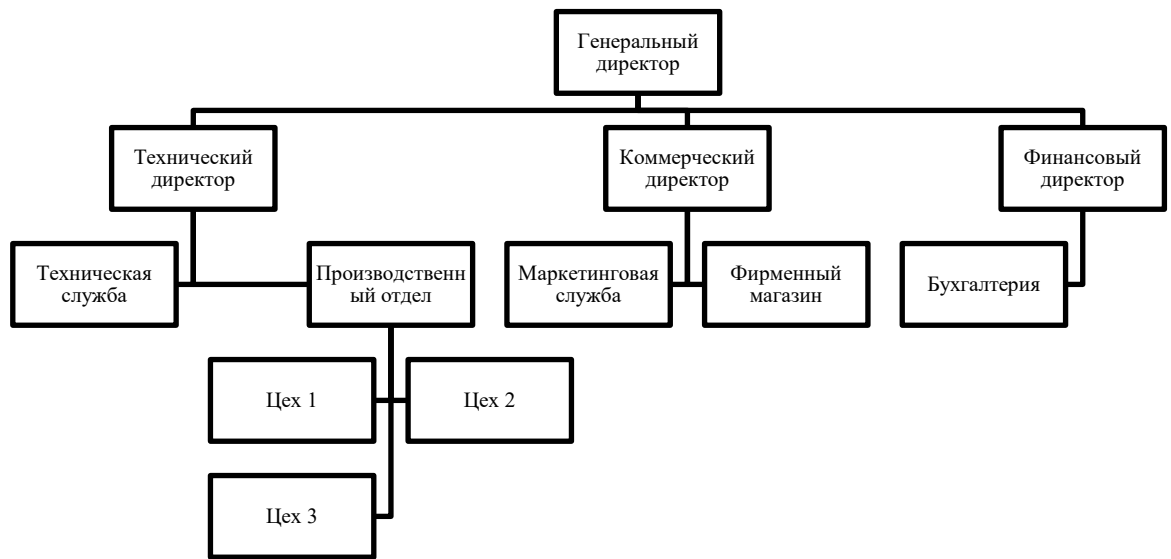 Генеральный
директор
Технический
директор
Коммерческий
директор
Финансовый
директор
Техническая
служба
Производственн
ый отдел
Маркетинговая
служба
Фирменный
магазин
Бухгалтерия
Цех 1
Цех 2
Цех 3